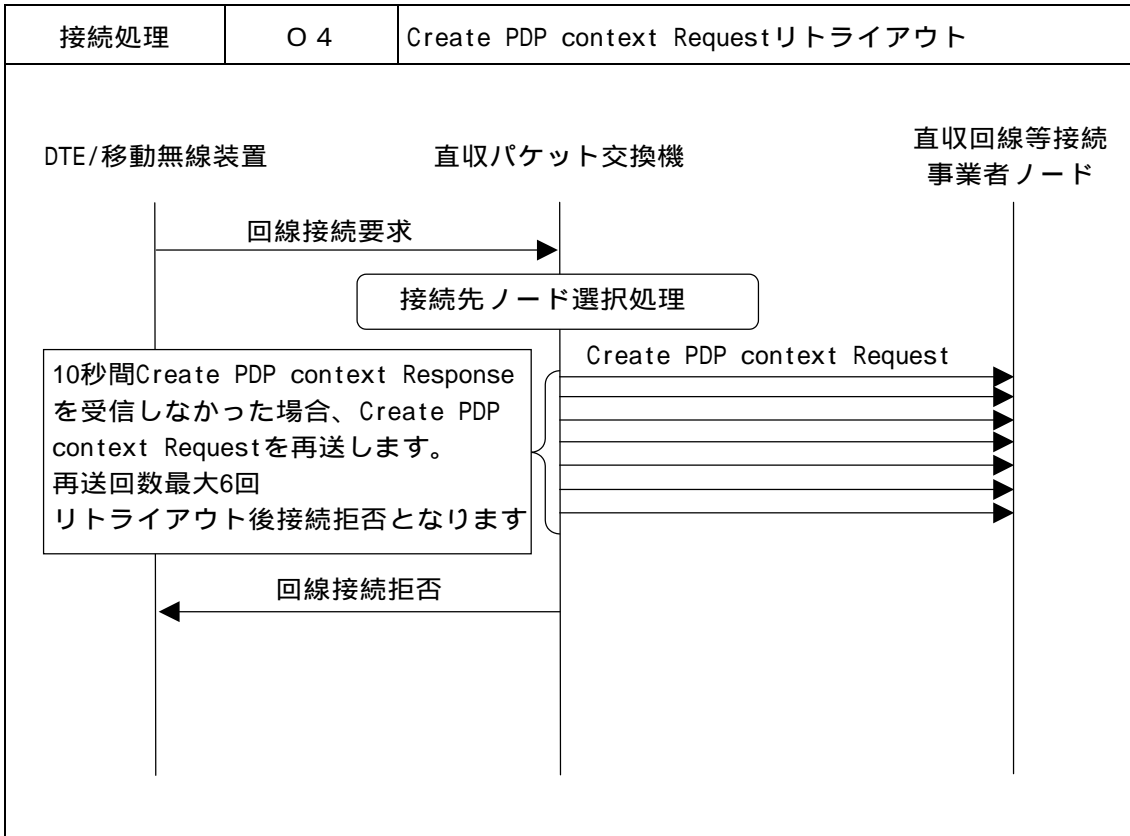 接続処理
O4
Create PDP context Requestリトライアウト
DTE/移動無線装置
直収パケット交換機
直収回線等接続
事業者ノード
回線接続要求
接続先ノード選択処理
Create PDP context Request
10秒間Create PDP context Response
を受信しなかった場合、Create PDP
context Requestを再送します。
再送回数最大6回
リトライアウト後接続拒否となります
回線接続拒否